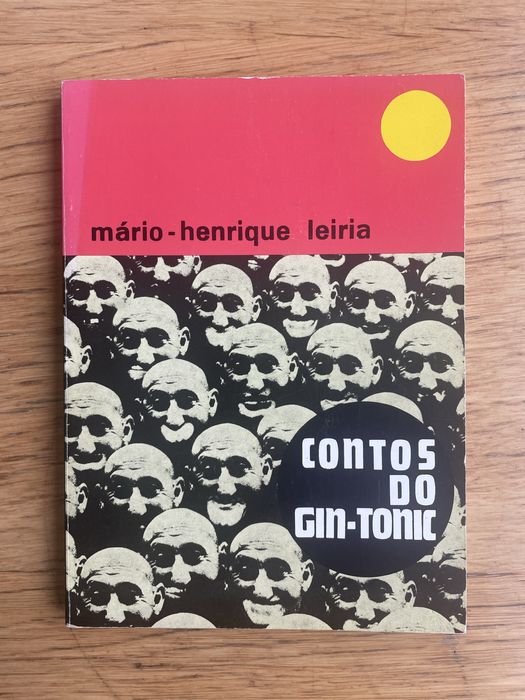 mário-henrique leiria
CONTOS
DO
GIN-TONIC